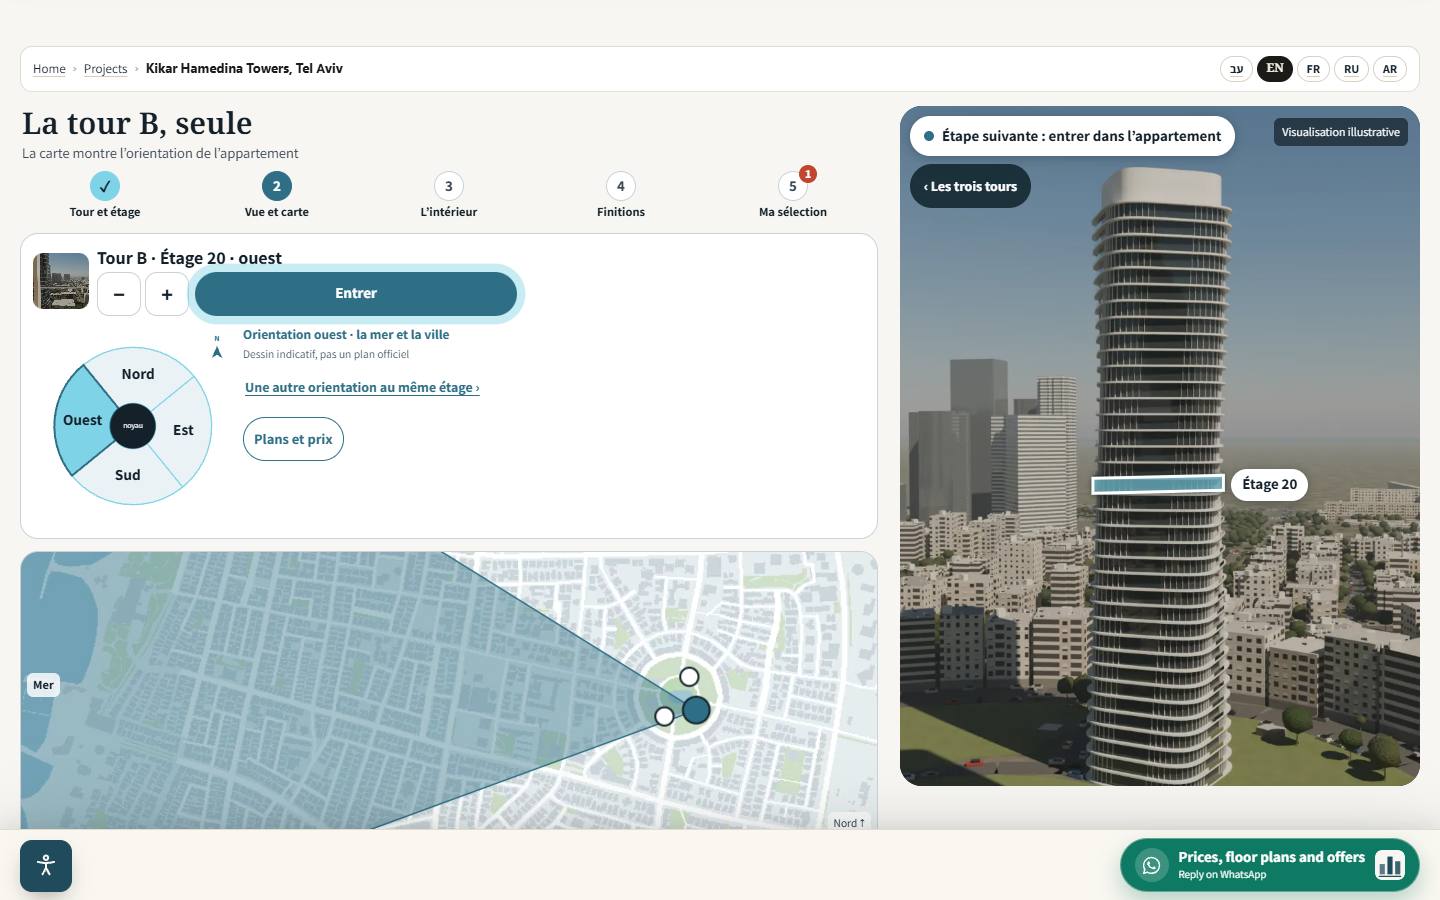 Home › Projects › Kikar Hamedina Towers, Tel Aviv
עב EN FR RU AR
La tour B, seule
La carte montre l’orientation de l’appartement
✓ 2 3 4 5 1
Tour et étage Vue et carte L’intérieur Finitions Ma sélection
Tour B · Étage 20 · ouest
− + Entrer
N
Orientation ouest · la mer et la ville
Dessin indicatif, pas un plan officiel
Une autre orientation au même étage ›
Plans et prix
Nord
Ouest
noyau
Est
Sud
Mer
Nord ↑
Étape suivante : entrer dans l’appartement
Visualisation illustrative
‹ Les trois tours
Étage 20
Prices, floor plans and offers
Reply on WhatsApp